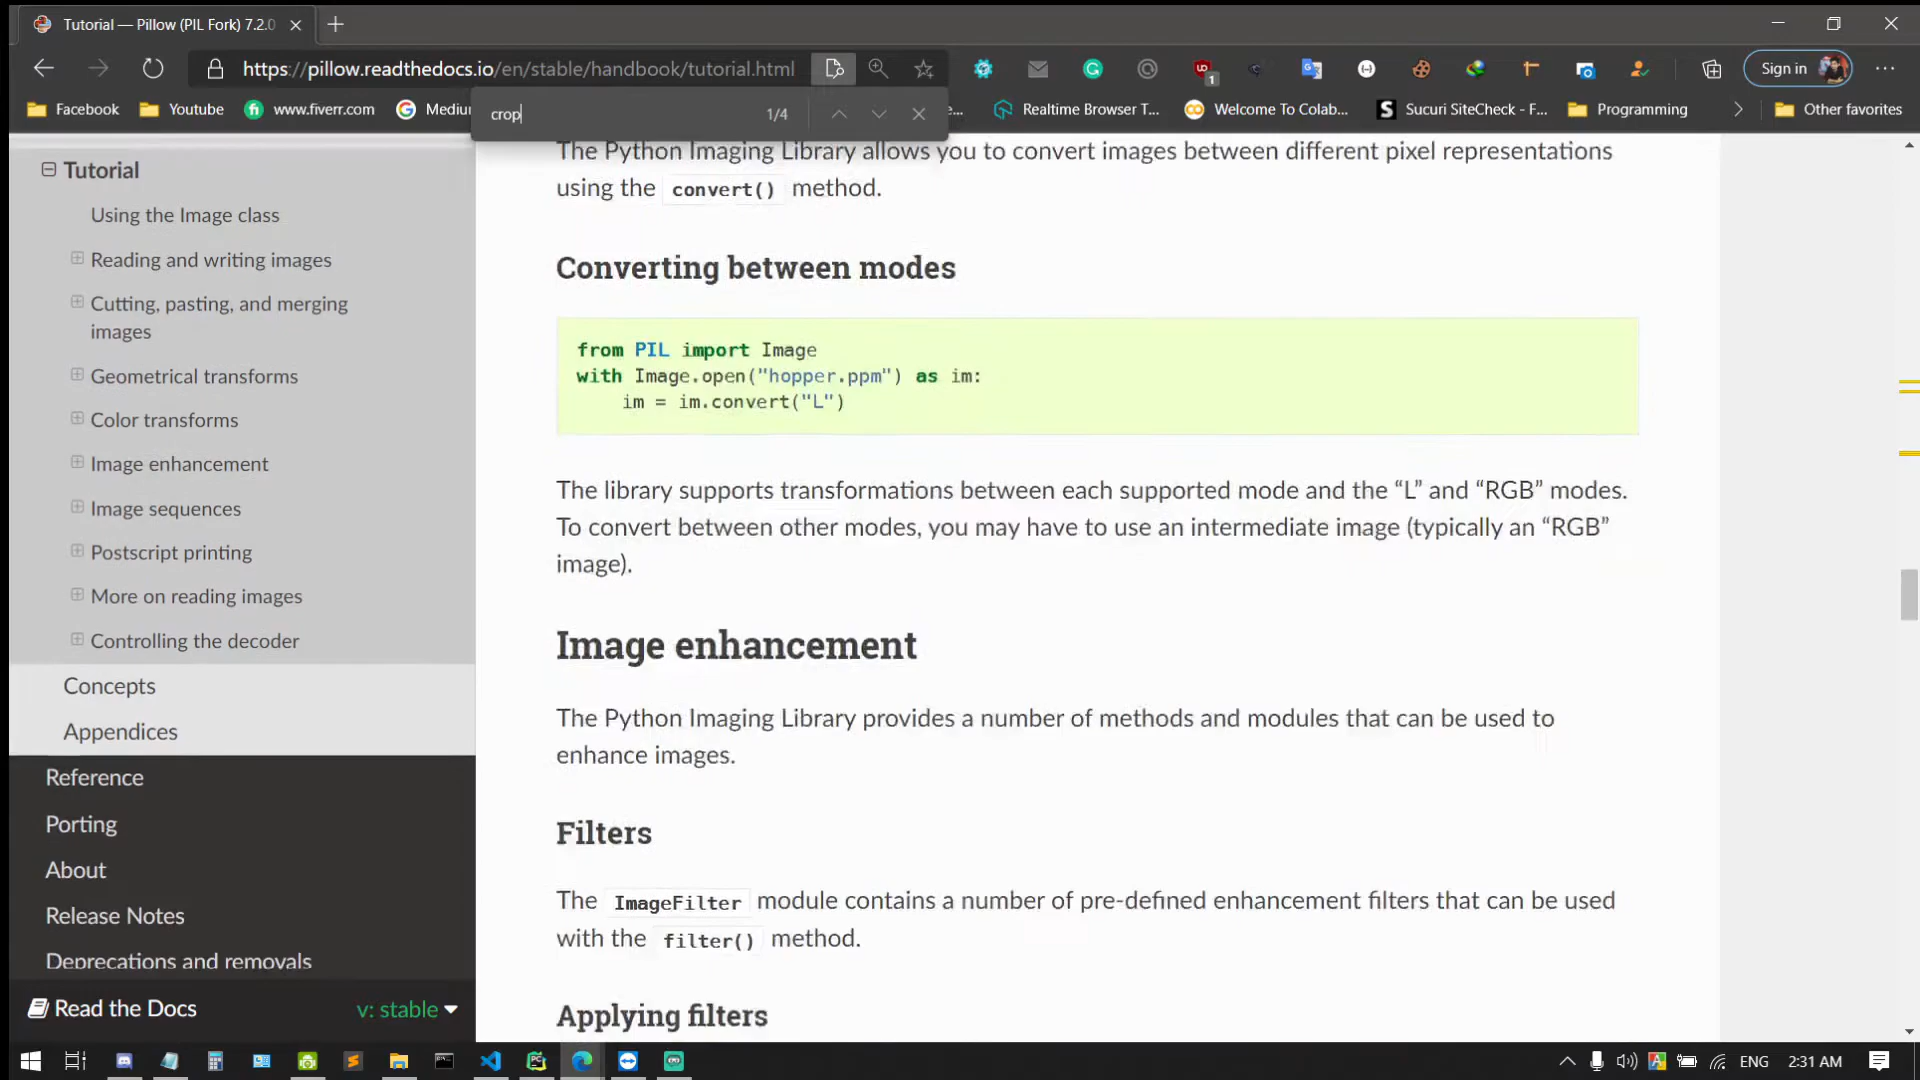 Tutorial — Pillow (PIL Fork) 7.2.0
https://pillow.readthedocs.io/en/stable/handbook/tutorial.html
1
Sign in
Facebook
Youtube
www.fiverr.com
Mediu
...
Realtime Browser T...
Welcome To Colab...
Sucuri SiteCheck - F...
Programming
Other favorites
crop
1/4
Tutorial
Using the Image class
Reading and writing images
Cutting, pasting, and merging
images
Geometrical transforms
Color transforms
Image enhancement
Image sequences
Postscript printing
More on reading images
Controlling the decoder
Concepts
Appendices
Reference
Porting
About
Release Notes
Deprecations and removals
Read the Docs
v: stable
The Python Imaging Library allows you to convert images between different pixel representations
using the convert() method.
Converting between modes
from PIL import Image
with Image.open("hopper.ppm") as im:
im = im.convert("L")
The library supports transformations between each supported mode and the “L” and “RGB” modes.
To convert between other modes, you may have to use an intermediate image (typically an “RGB”
image).
Image enhancement
The Python Imaging Library provides a number of methods and modules that can be used to
enhance images.
Filters
The ImageFilter module contains a number of pre-defined enhancement filters that can be used
with the filter() method.
Applying filters
ENG
2:31 AM